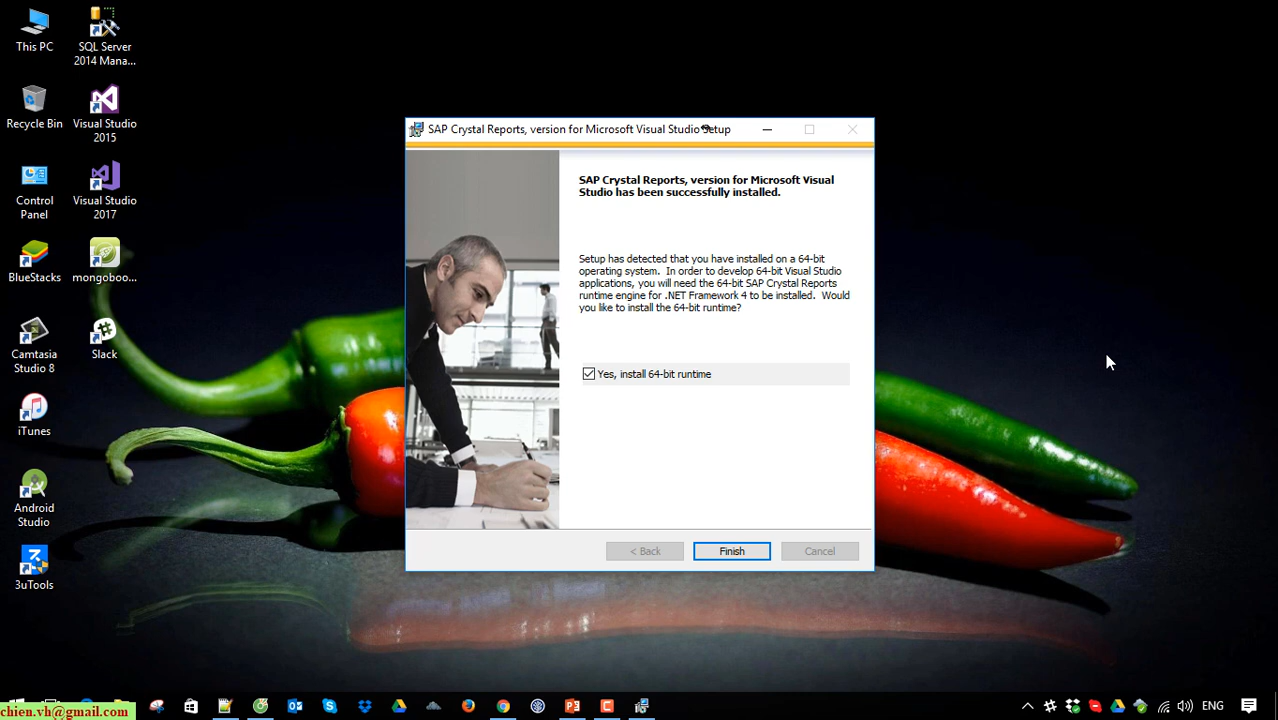 This PC
SQL Server
2014 Mana...
Recycle Bin
Visual Studio
2015
Control
Panel
Visual Studio
2017
BlueStacks
mongoboo...
Camtasia
Studio 8
Slack
iTunes
Android
Studio
3uTools
SAP Crystal Reports, version for Microsoft Visual Studio Setup
SAP Crystal Reports, version for Microsoft Visual
Studio has been successfully installed.
Setup has detected that you have installed on a 64-bit
operating system. In order to develop 64-bit Visual Studio
applications, you will need the 64-bit SAP Crystal Reports
runtime engine for .NET Framework 4 to be installed. Would
you like to install the 64-bit runtime?
Yes, install 64-bit runtime
< Back
Finish
Cancel
chien.vh@gmail.com
ENG